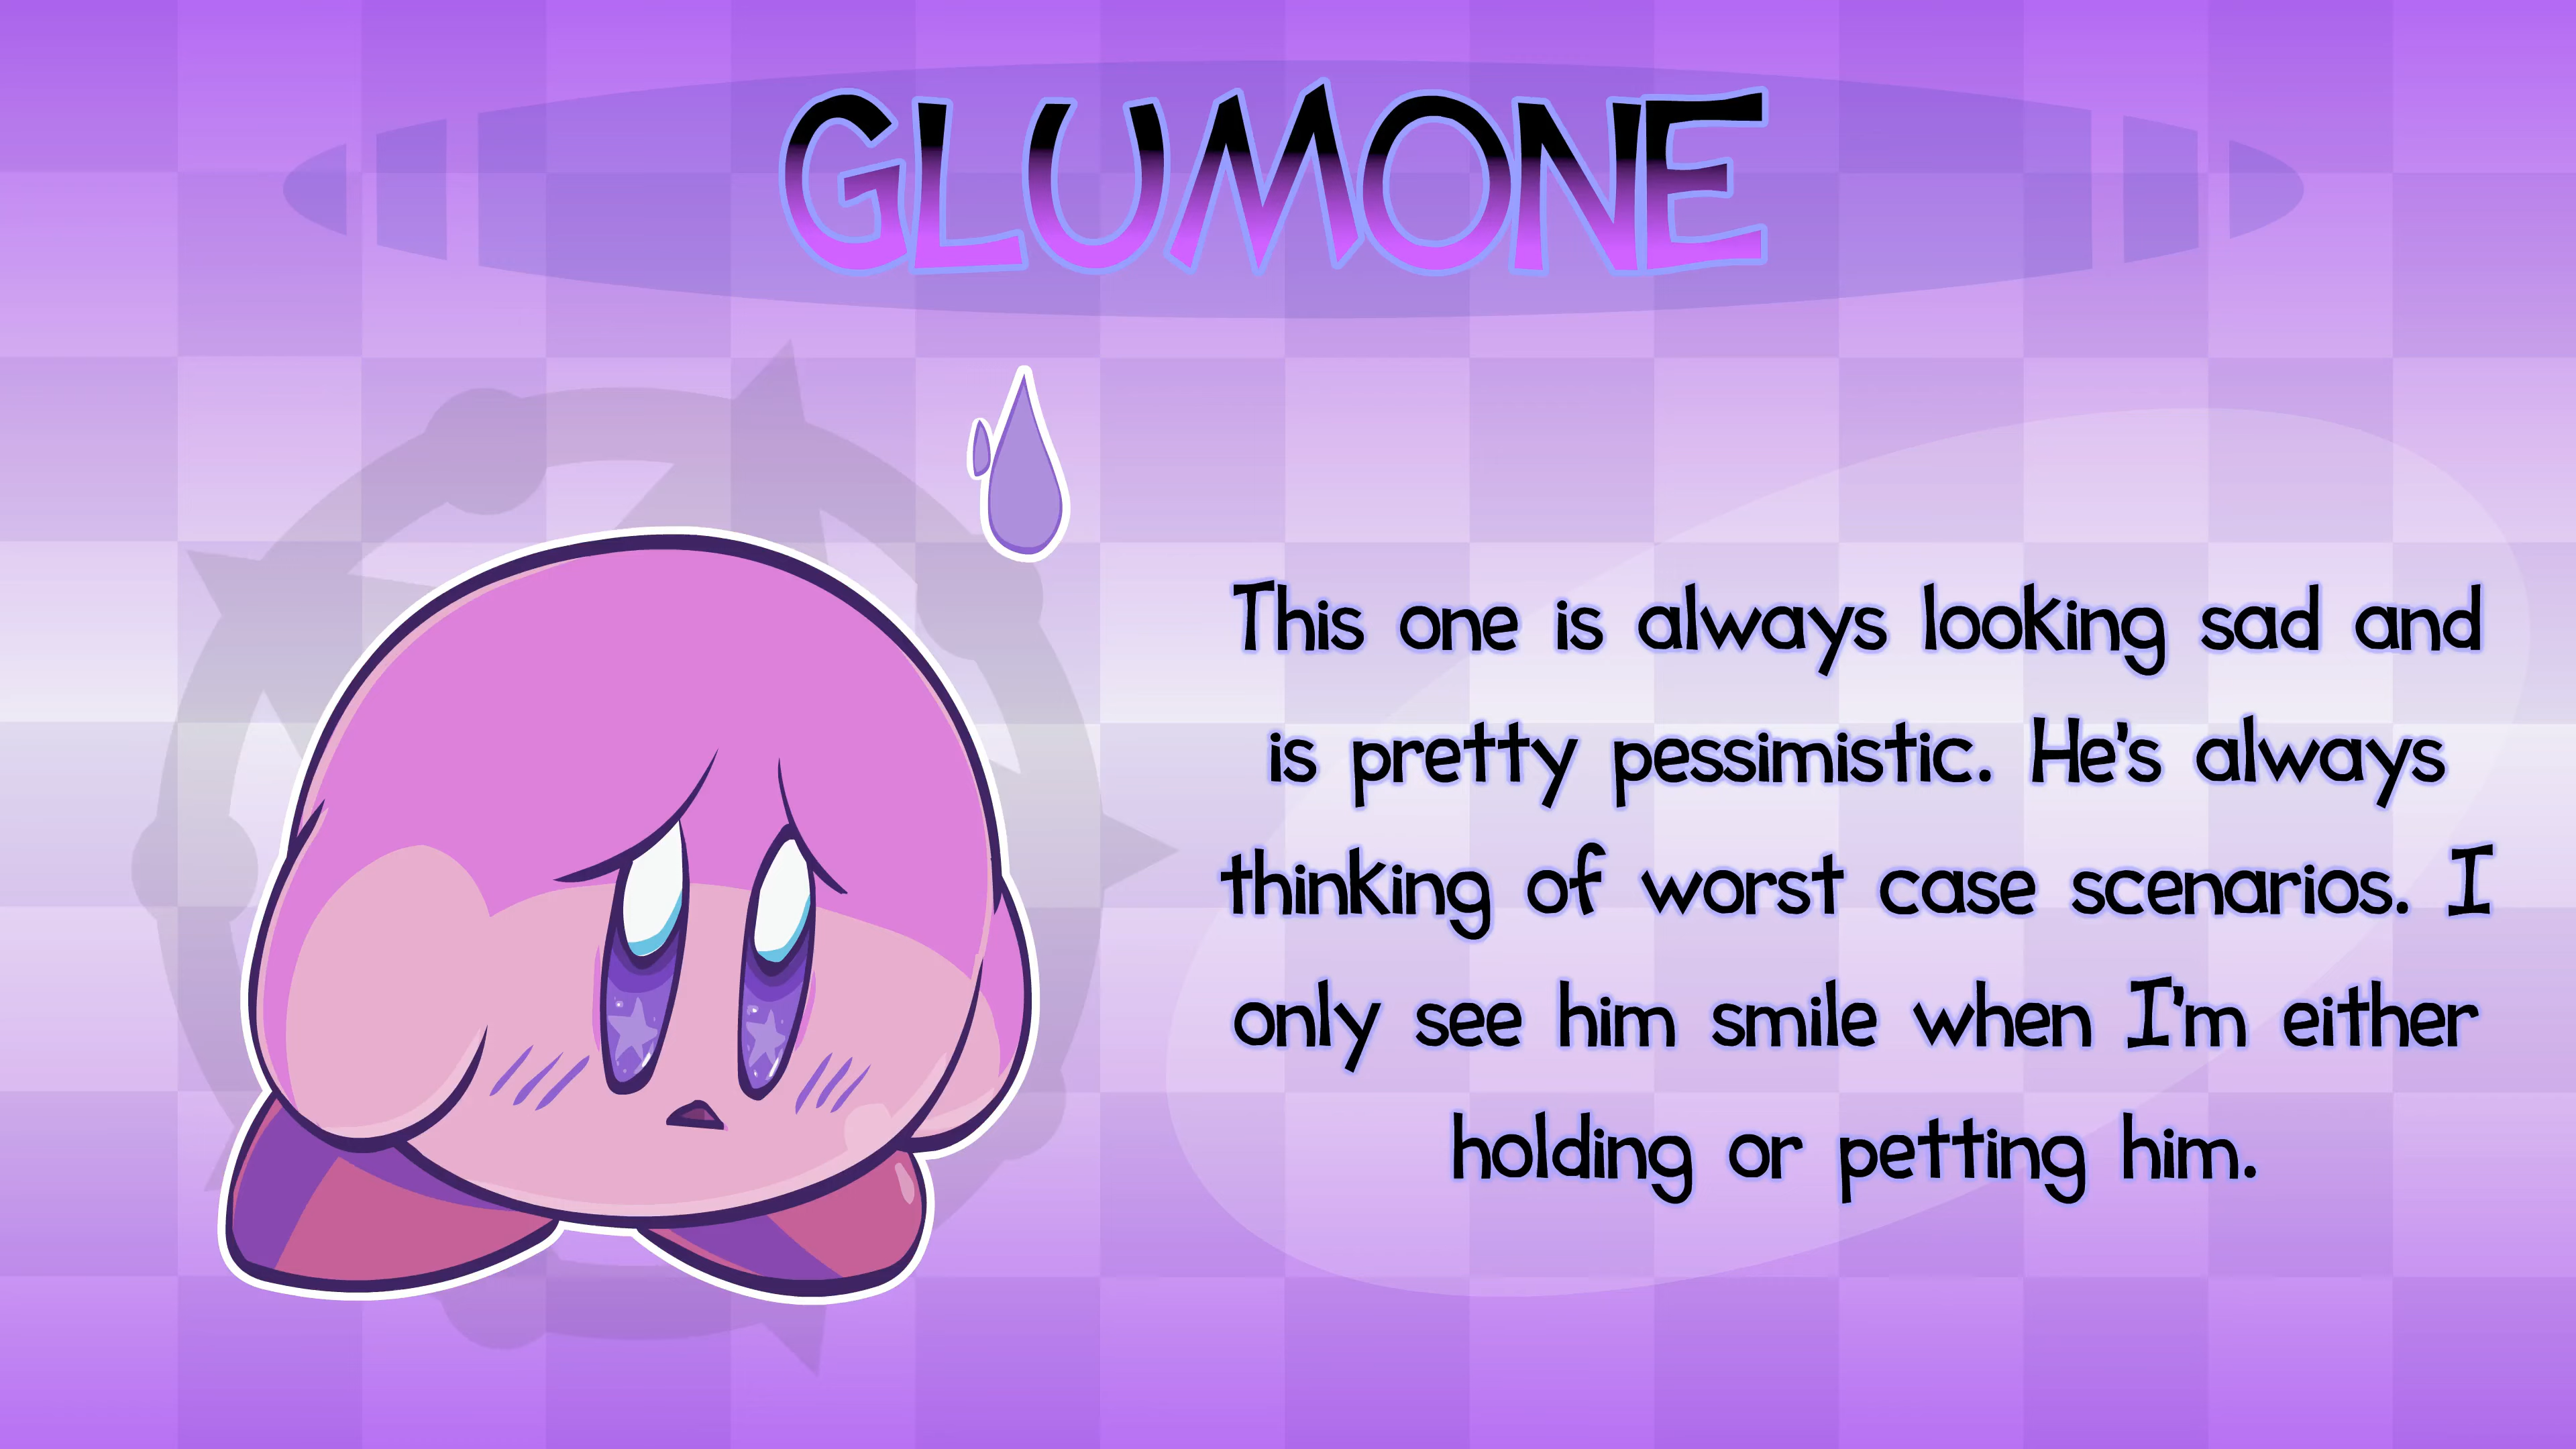 GLUMONE
This one is always looking sad and
is pretty pessimistic. He's always
thinking of worst case scenarios. I
only see him smile when I'm either
holding or petting him.